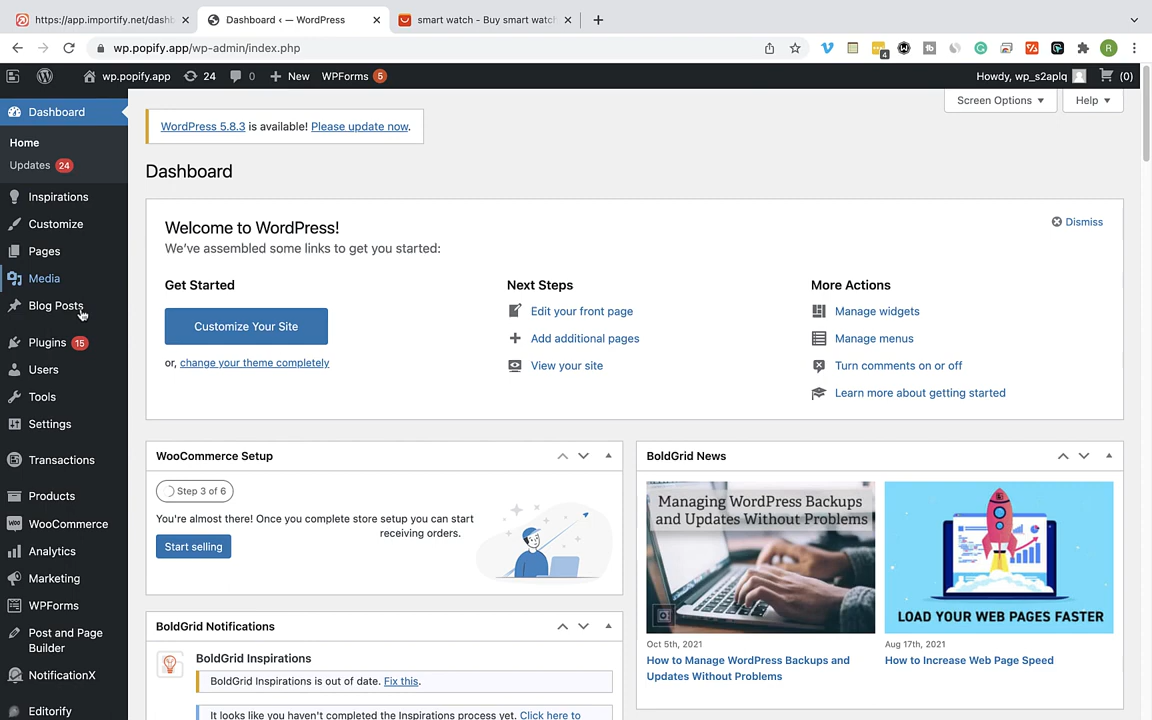 https://app.importify.net/dashb
Dashboard ‹ — WordPress
smart watch - Buy smart watch
wp.popify.app/wp-admin/index.php
4
R
wp.popify.app
24
0
New
WPForms 5
Howdy, wp_s2aplq
(0)
Dashboard
Home
Updates 24
Inspirations
Customize
Pages
Media
Blog Posts
Plugins 15
Users
Tools
Settings
Transactions
Products
WooCommerce
Analytics
Marketing
WPForms
Post and Page
Builder
NotificationX
Editorify
Screen Options
Help
WordPress 5.8.3 is available! Please update now.
Dashboard
Welcome to WordPress!
We've assembled some links to get you started:
Dismiss
Get Started
Customize Your Site
or, change your theme completely
Next Steps
Edit your front page
Add additional pages
View your site
More Actions
Manage widgets
Manage menus
Turn comments on or off
Learn more about getting started
WooCommerce Setup
Step 3 of 6
You're almost there! Once you complete store setup you can start
receiving orders.
Start selling
BoldGrid Notifications
BoldGrid Inspirations
BoldGrid Inspirations is out of date. Fix this.
It looks like you haven't completed the Inspirations process yet. Click here to
BoldGrid News
Managing WordPress Backups
and Updates Without Problems
Oct 5th, 2021
How to Manage WordPress Backups and
Updates Without Problems
LOAD YOUR WEB PAGES FASTER
Aug 17th, 2021
How to Increase Web Page Speed